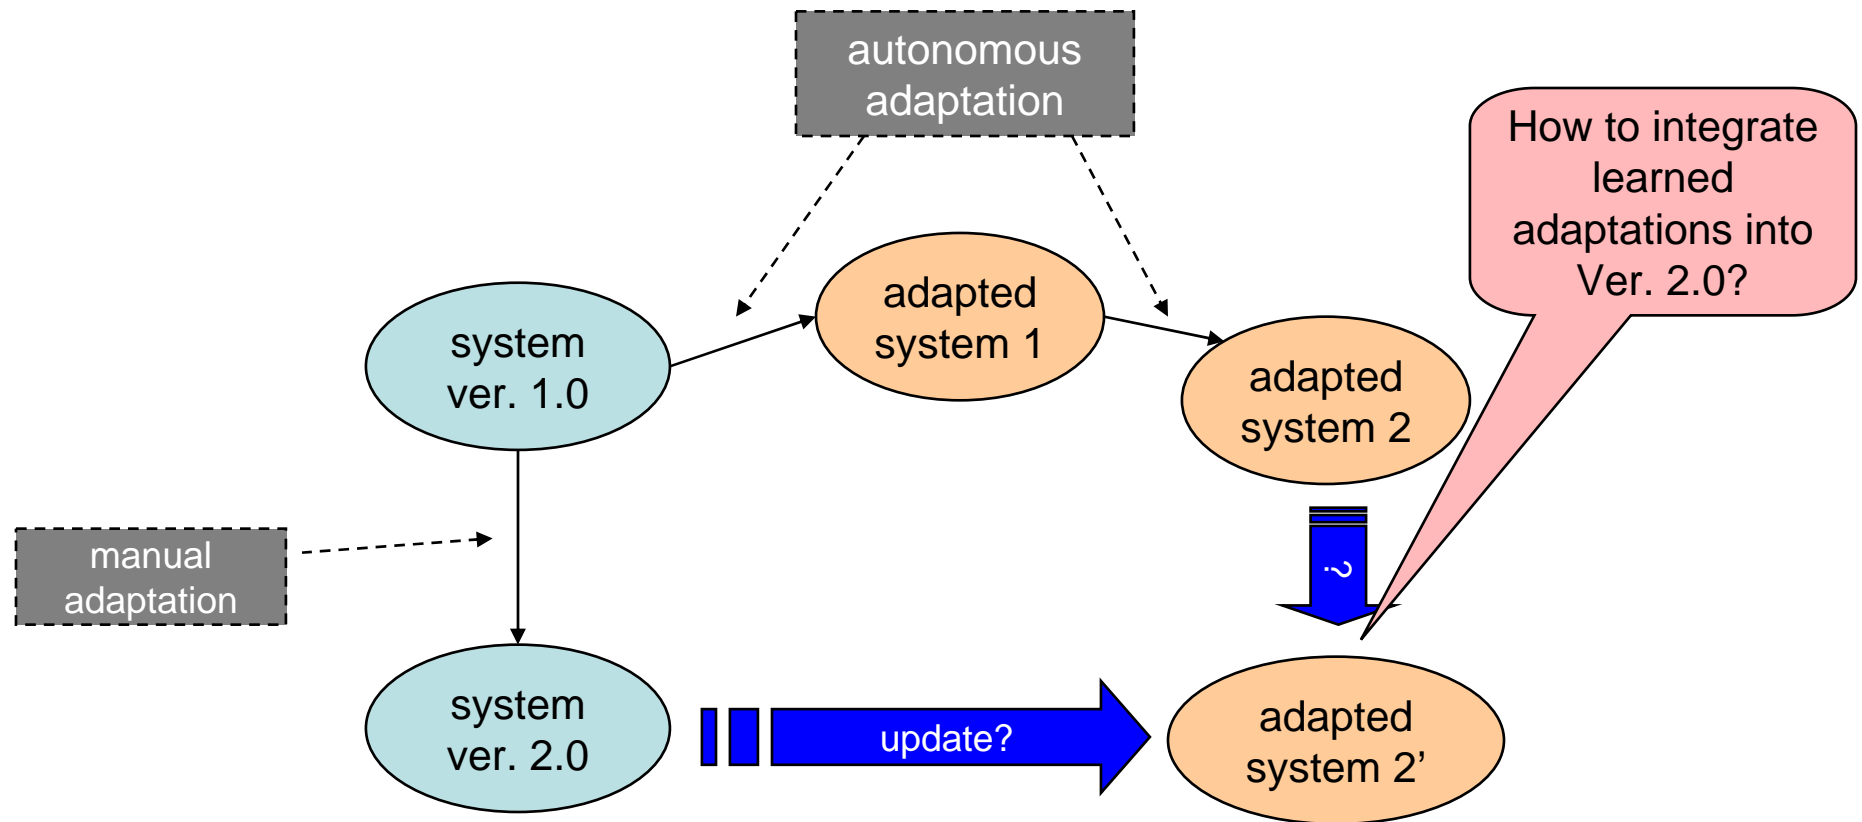 autonomous
adaptation
How to integrate
learned
adaptations into
Ver. 2.0?
adapted
system 1
system
ver. 1.0
adapted
system 2
?
manual
adaptation
system
ver. 2.0
update?
adapted
system 2’